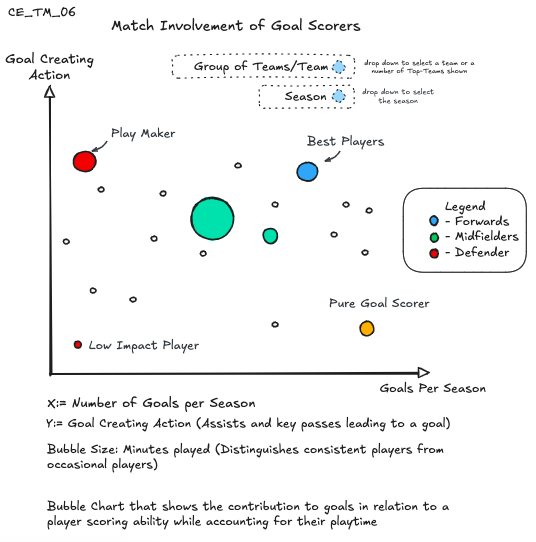 CE_TM_06
Match Involvement of Goal Scorers
Goal Creating
Action
Group of Teams/Team
drop down to select a team or a
number of Top-Teams shown
Season
drop down to select
the season
Play Maker
Best Players
Legend
- Forwards
- Midfielders
- Defender
Pure Goal Scorer
Low Impact Player
Goals Per Season
X:= Number of Goals per Season
Y:= Goal Creating Action (Assists and key passes leading to a goal)
Bubble Size: Minutes played (Distinguishes consistent players from
occasional players)
Bubble Chart that shows the contribution to goals in relation to a
player scoring ability while accounting for their playtime